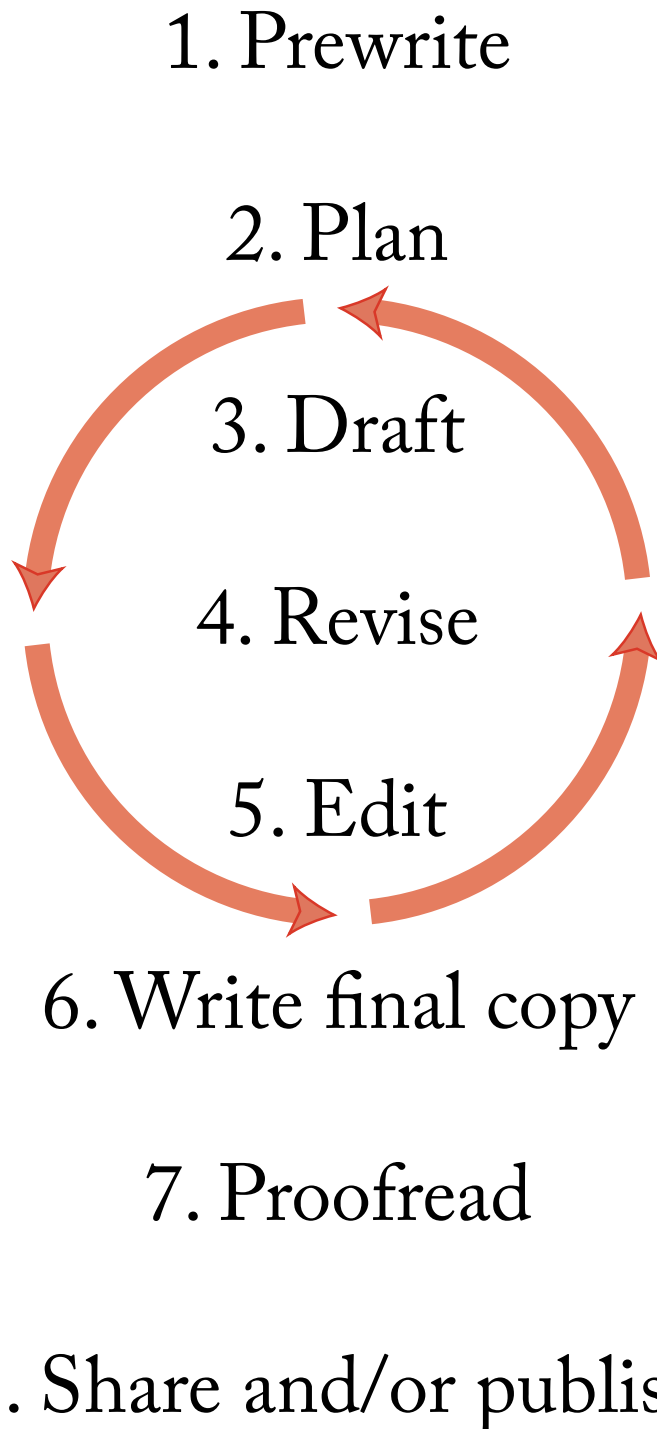 1. Prewrite
2. Plan
3. Draft
4. Revise
5. Edit
6. Write final copy
7. Proofread
. Share and/or publis